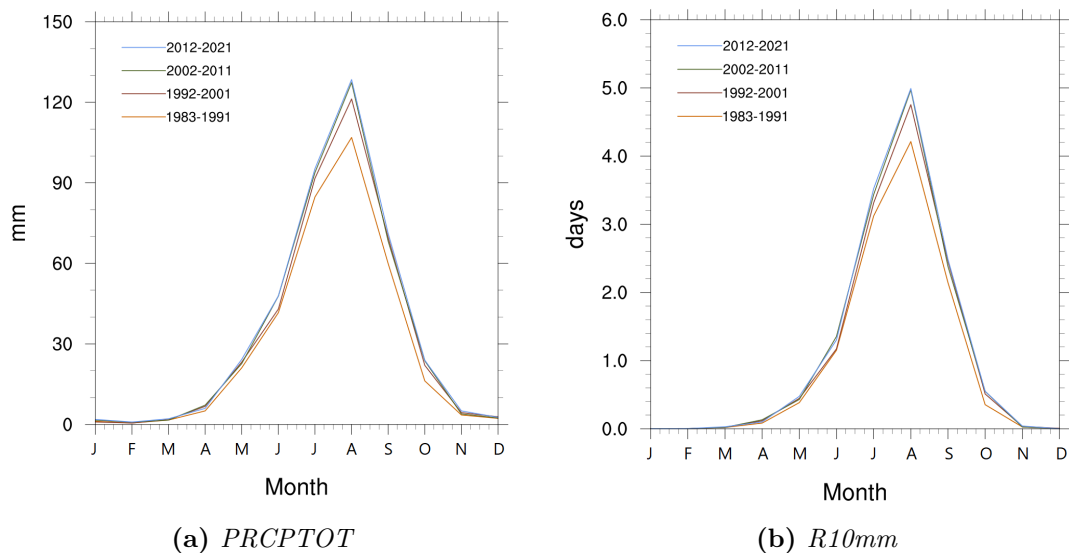 150
120
90
60
30
0
mm
2012-2021
2002-2011
1992-2001
1983-1991
J F M A M J J A S O N D
Month
(a) PRCPTOT
6.0
5.0
4.0
3.0
2.0
1.0
0.0
days
2012-2021
2002-2011
1992-2001
1983-1991
J F M A M J J A S O N D
Month
(b) R10mm